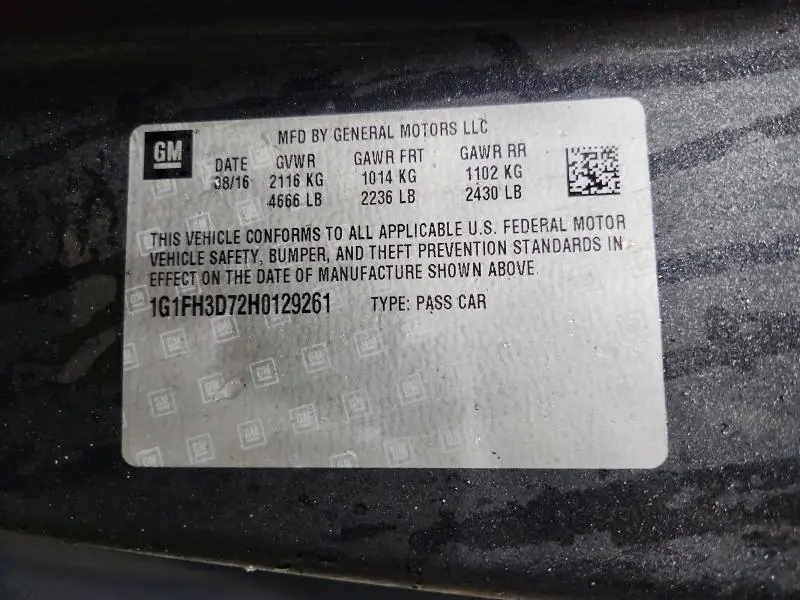 GM
MFD BY GENERAL MOTORS LLC
DATE GVWR GAWR FRT GAWR RR
08/16 2116 KG 1014 KG 1102 KG
4666 LB 2236 LB 2430 LB
THIS VEHICLE CONFORMS TO ALL APPLICABLE U.S. FEDERAL MOTOR
VEHICLE SAFETY, BUMPER, AND THEFT PREVENTION STANDARDS IN
EFFECT ON THE DATE OF MANUFACTURE SHOWN ABOVE.
1G1FH3D72H0129261 TYPE: PASS CAR